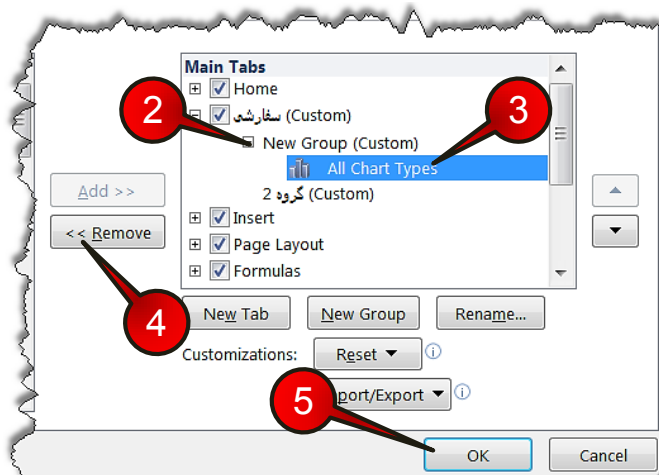 Main Tabs
Home
سفارشی (Custom)
2
3
New Group (Custom)
All Chart Types
گروه 2 (Custom)
Add >>
Insert
<< Remove
Page Layout
Formulas
4
New Tab
New Group
Rename...
Customizations:
Reset
port/Export
5
OK
Cancel